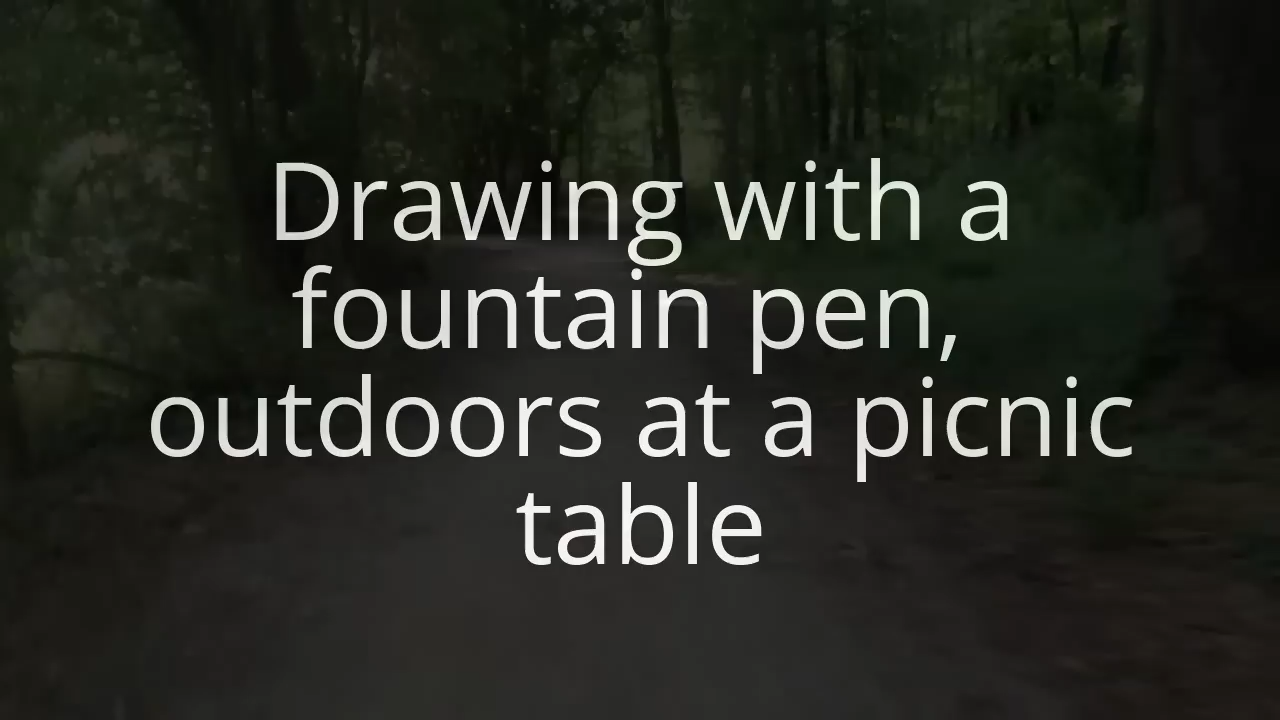 Drawing with a
fountain pen,
outdoors at a picnic
table